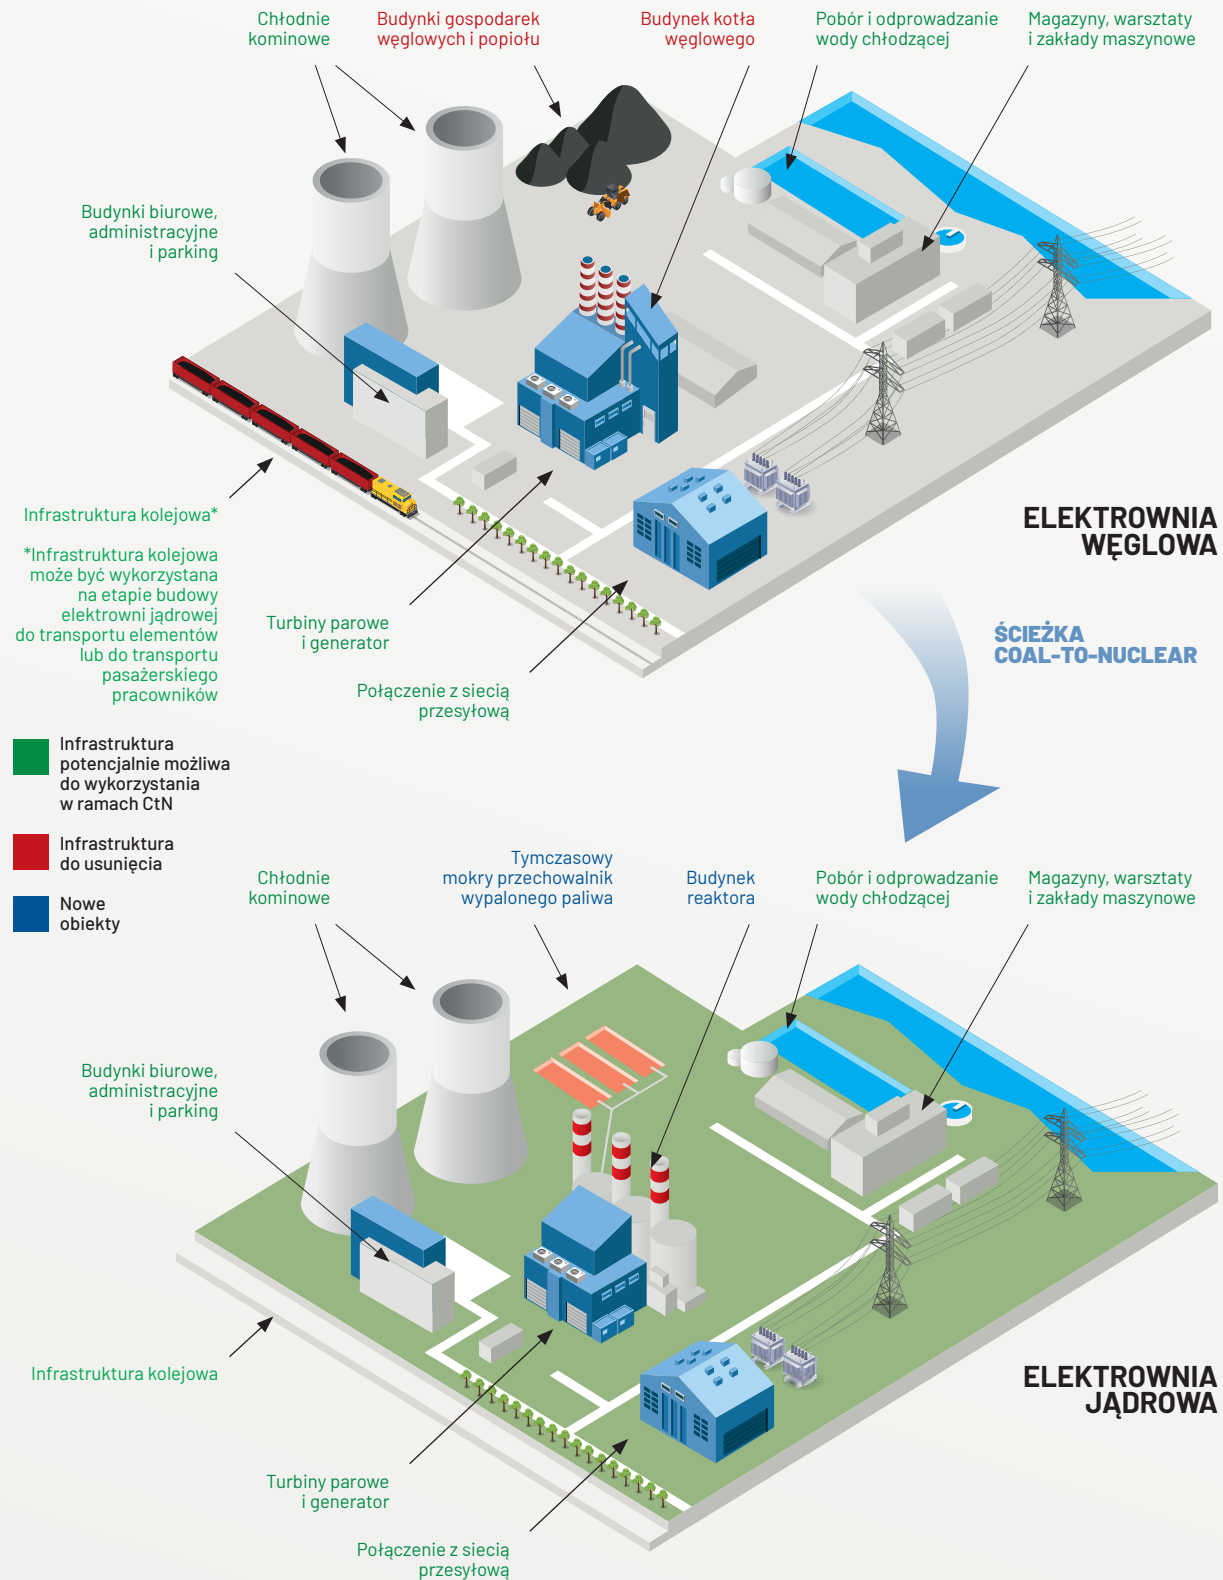 Chłodnie
kominowe
Budynki gospodarek
węglowych i popiołu
Budynek kotła
węglowego
Pobór i odprowadzanie
wody chłodzącej
Magazyny, warsztaty
i zakłady maszynowe
Budynki biurowe,
administracyjne
i parking
Infrastruktura kolejowa*
*Infrastruktura kolejowa
może być wykorzystana
na etapie budowy
elektrowni jądrowej
do transportu elementów
lub do transportu
pasażerskiego
pracowników
Turbiny parowe
i generator
Połączenie z siecią
przesyłową
ELEKTROWNIA
WĘGLOWA
ŚCIEŻKA
COAL-TO-NUCLEAR
Infrastruktura
potencjalnie możliwa
do wykorzystania
w ramach CtN
Infrastruktura
do usunięcia
Nowe
obiekty
Chłodnie
kominowe
Tymczasowy
mokry przechowalnik
wypalonego paliwa
Budynek
reaktora
Pobór i odprowadzanie
wody chłodzącej
Magazyny, warsztaty
i zakłady maszynowe
Budynki biurowe,
administracyjne
i parking
Infrastruktura kolejowa
Turbiny parowe
i generator
Połączenie z siecią
przesyłową
ELEKTROWNIA
JĄDROWA